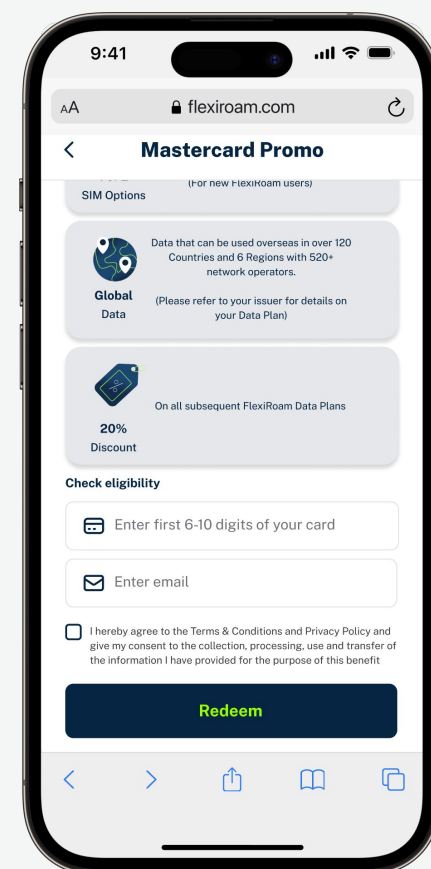 9:41
AA
flexiroam.com
Mastercard Promo
SIM Options
(For new FlexiRoam users)
Data that can be used overseas in over 120
Countries and 6 Regions with 520+
network operators.
Global
Data
(Please refer to your issuer for details on
your Data Plan)
%
On all subsequent FlexiRoam Data Plans
20%
Discount
Check eligibility
Enter first 6-10 digits of your card
Enter email
I hereby agree to the Terms & Conditions and Privacy Policy and
give my consent to the collection, processing, use and transfer of
the information I have provided for the purpose of this benefit
Redeem